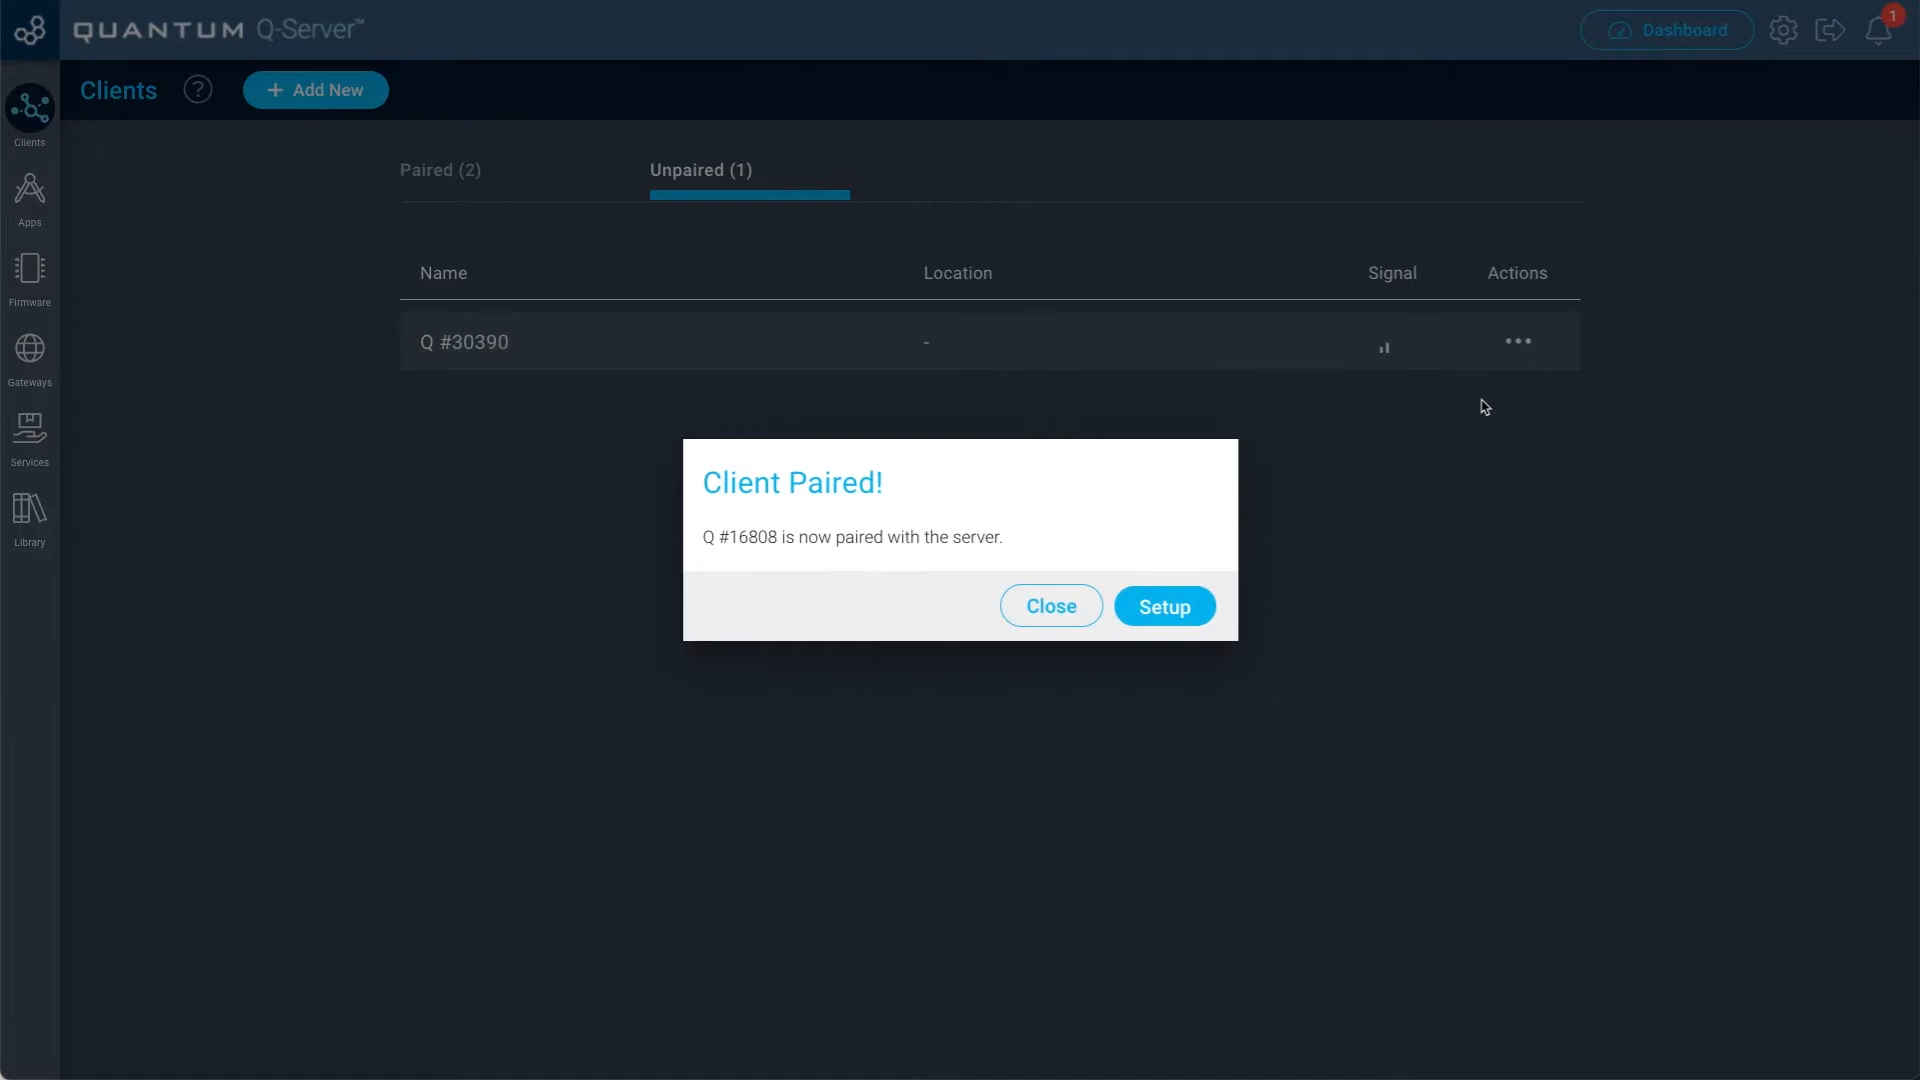 QUANTUM Q-Server™
Dashboard
1
Clients
?
+ Add New
Clients
Apps
Firmware
Gateways
Services
Library
Paired (2)
Unpaired (1)
Name Location Signal Actions
Q #30390 -
Client Paired!
Q #16808 is now paired with the server.
Close
Setup